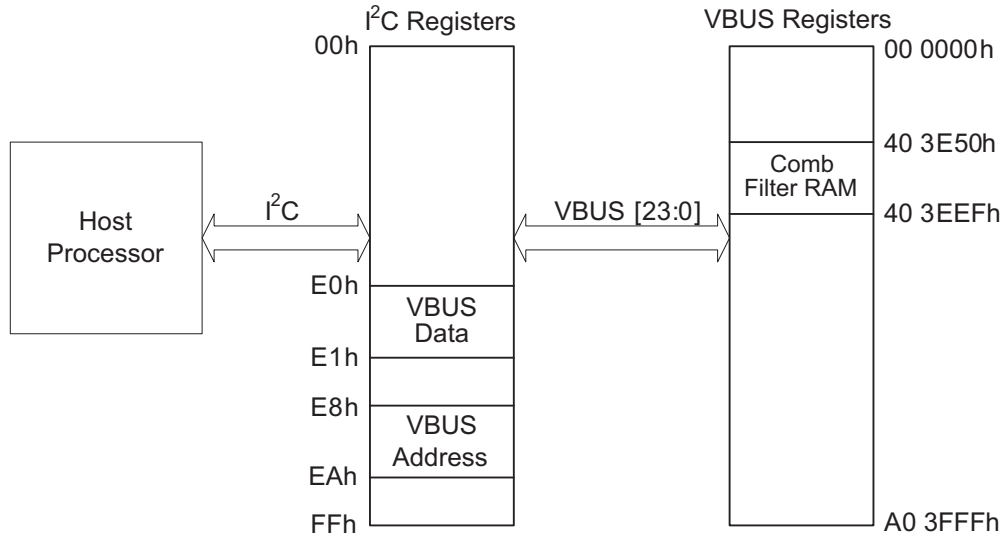 I²C Registers
VBUS Registers
00h
00 0000h
Host
Processor
I²C
VBUS [23:0]
40 3E50h
Comb
Filter RAM
40 3EEFh
E0h
VBUS
Data
E1h
E8h
VBUS
Address
EAh
FFh
A0 3FFFh